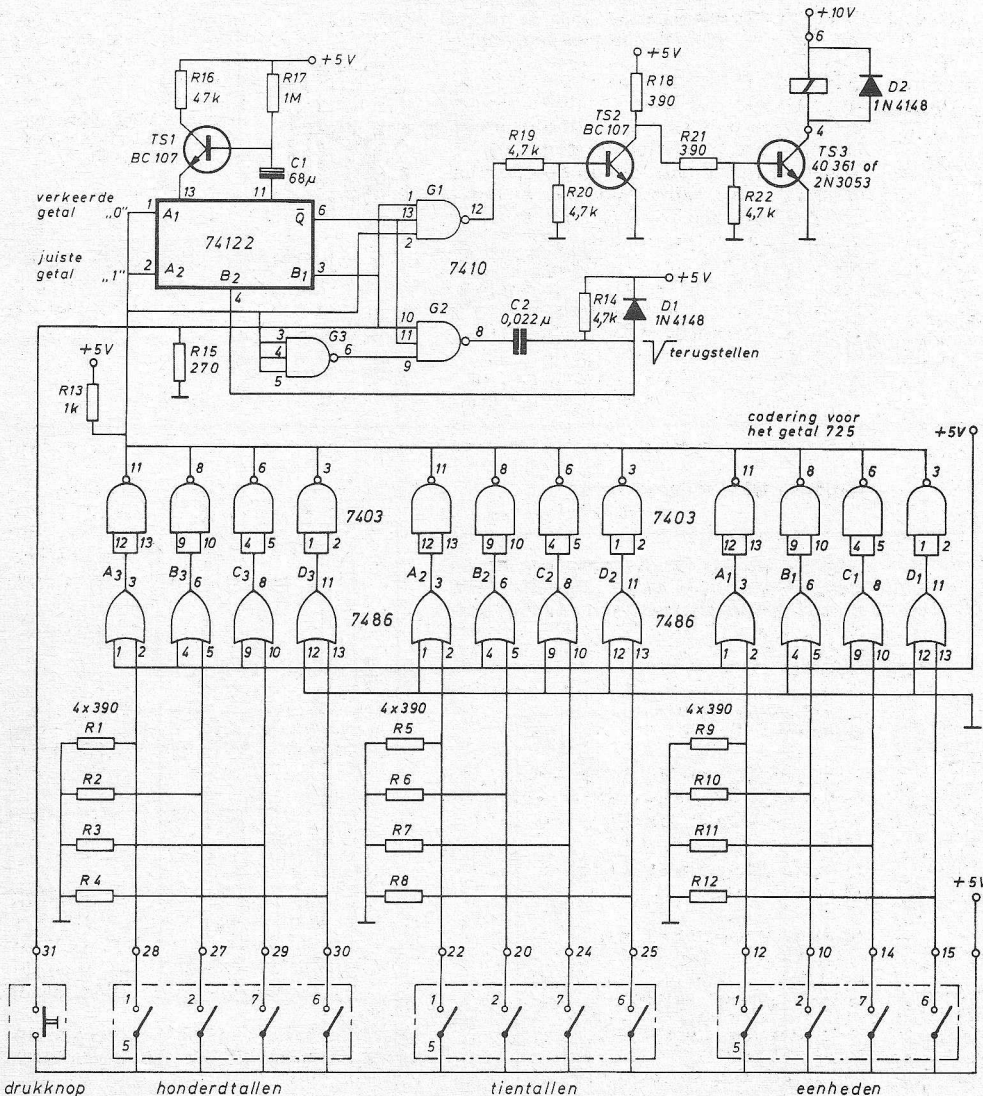 +10V
6
+5V
+5V
R16
47k
R17
1M
R18
390
D2
1N4148
TS1
BC107
TS2
BC107
R19
4,7k
R21
390
4
C1
68µ
TS3
40361 of
2N3053
13
11
R20
4,7k
R22
4,7k
verkeerde
getal „0"
1
A1
Q
6
1
13
2
G1
12
74122
juiste
getal „1"
2
A2
B2
B1
3
7410
+5V
4
10
11
9
G2
8
C2
0,022µ
R14
4,7k
D1
1N4148
3
4
5
G3
6
terugstellen
+5V
R15
270
R13
1k
codering voor
het getal 725
+5V
11 8 6 3 11 8 6 3 11 8 6 3
7403 7403
12 13 9 10 4 5 1 2 12 13 9 10 4 5 1 2 12 13 9 10 4 5 1 2
A3 3 B3 6 C3 8 D3 11 A2 3 B2 6 C2 8 D2 11 A1 3 B1 6 C1 8 D1 11
7486 7486
1 2 4 5 9 10 12 13 1 2 4 5 9 10 12 13 1 2 4 5 9 10 12 13
4x390 4x390 4x390
R1 R5 R9
R2 R6 R10
R3 R7 R11
R4 R8 R12
+5V
31 28 27 29 30 22 20 24 25 12 10 14 15
1 2 7 6 1 2 7 6 1 2 7 6
5 5 5
drukknop honderdtallen tientallen eenheden